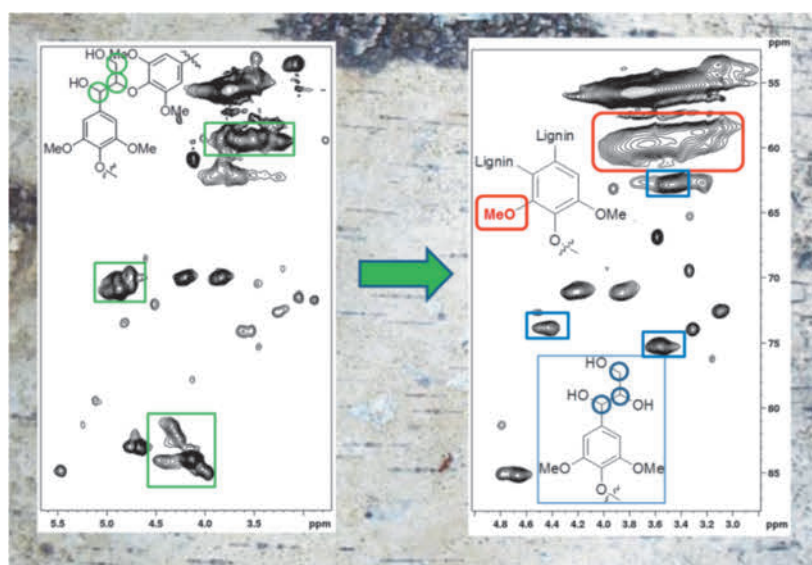 HO MeO
HO
O
OMe
MeO OMe
O
5.5 5.0 4.5 4.0 3.5 ppm
ppm
55
60
65
70
75
80
85
Lignin
Lignin
MeO OMe
O
HO
HO OH
MeO OMe
O
4.8 4.6 4.4 4.2 4.0 3.8 3.6 3.4 3.2 3.0 ppm